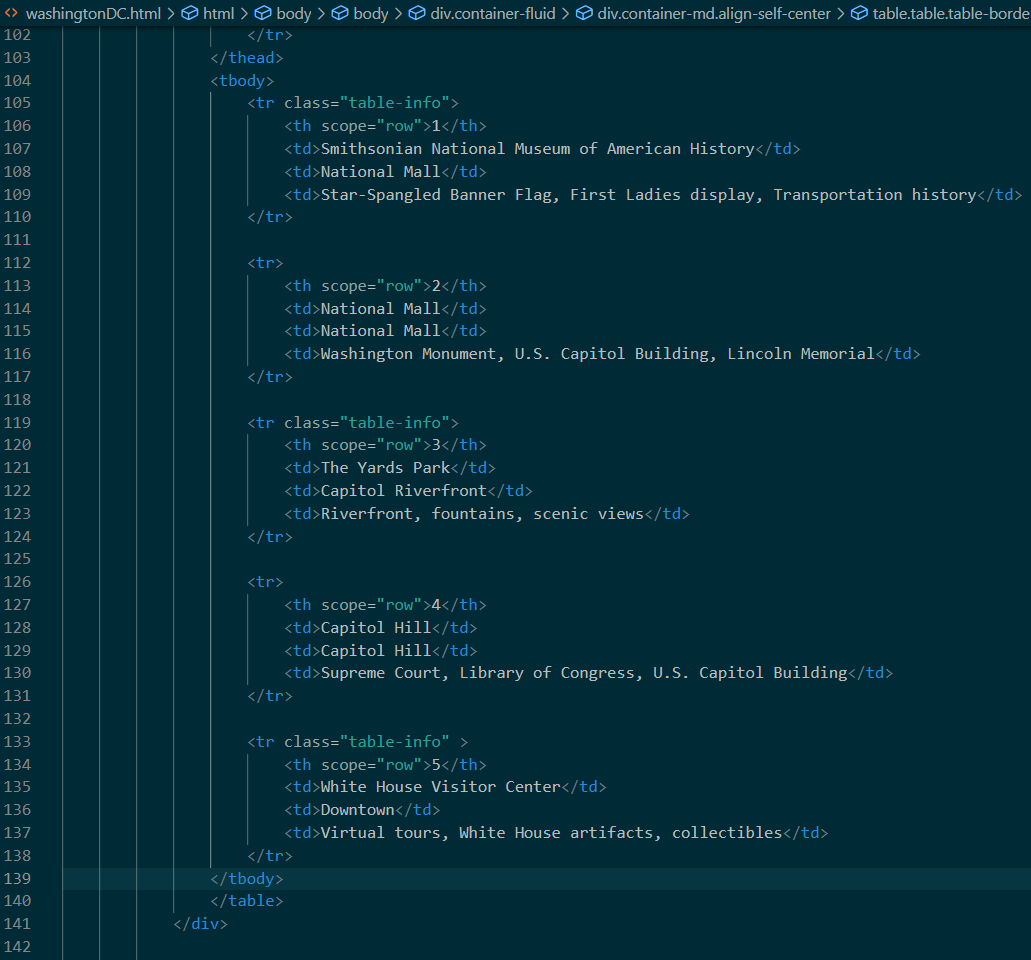 washingtonDC.html > html > body > body > div.container-fluid > div.container-md.align-self-center > table.table.table-borde
102 </tr>
103 </thead>
104 <tbody>
105 <tr class="table-info">
106 <th scope="row">1</th>
107 <td>Smithsonian National Museum of American History</td>
108 <td>National Mall</td>
109 <td>Star-Spangled Banner Flag, First Ladies display, Transportation history</td>
110 </tr>
111
112 <tr>
113 <th scope="row">2</th>
114 <td>National Mall</td>
115 <td>National Mall</td>
116 <td>Washington Monument, U.S. Capitol Building, Lincoln Memorial</td>
117 </tr>
118
119 <tr class="table-info">
120 <th scope="row">3</th>
121 <td>The Yards Park</td>
122 <td>Capitol Riverfront</td>
123 <td>Riverfront, fountains, scenic views</td>
124 </tr>
125
126 <tr>
127 <th scope="row">4</th>
128 <td>Capitol Hill</td>
129 <td>Capitol Hill</td>
130 <td>Supreme Court, Library of Congress, U.S. Capitol Building</td>
131 </tr>
132
133 <tr class="table-info" >
134 <th scope="row">5</th>
135 <td>White House Visitor Center</td>
136 <td>Downtown</td>
137 <td>Virtual tours, White House artifacts, collectibles</td>
138 </tr>
139 </tbody>
140 </table>
141 </div>
142